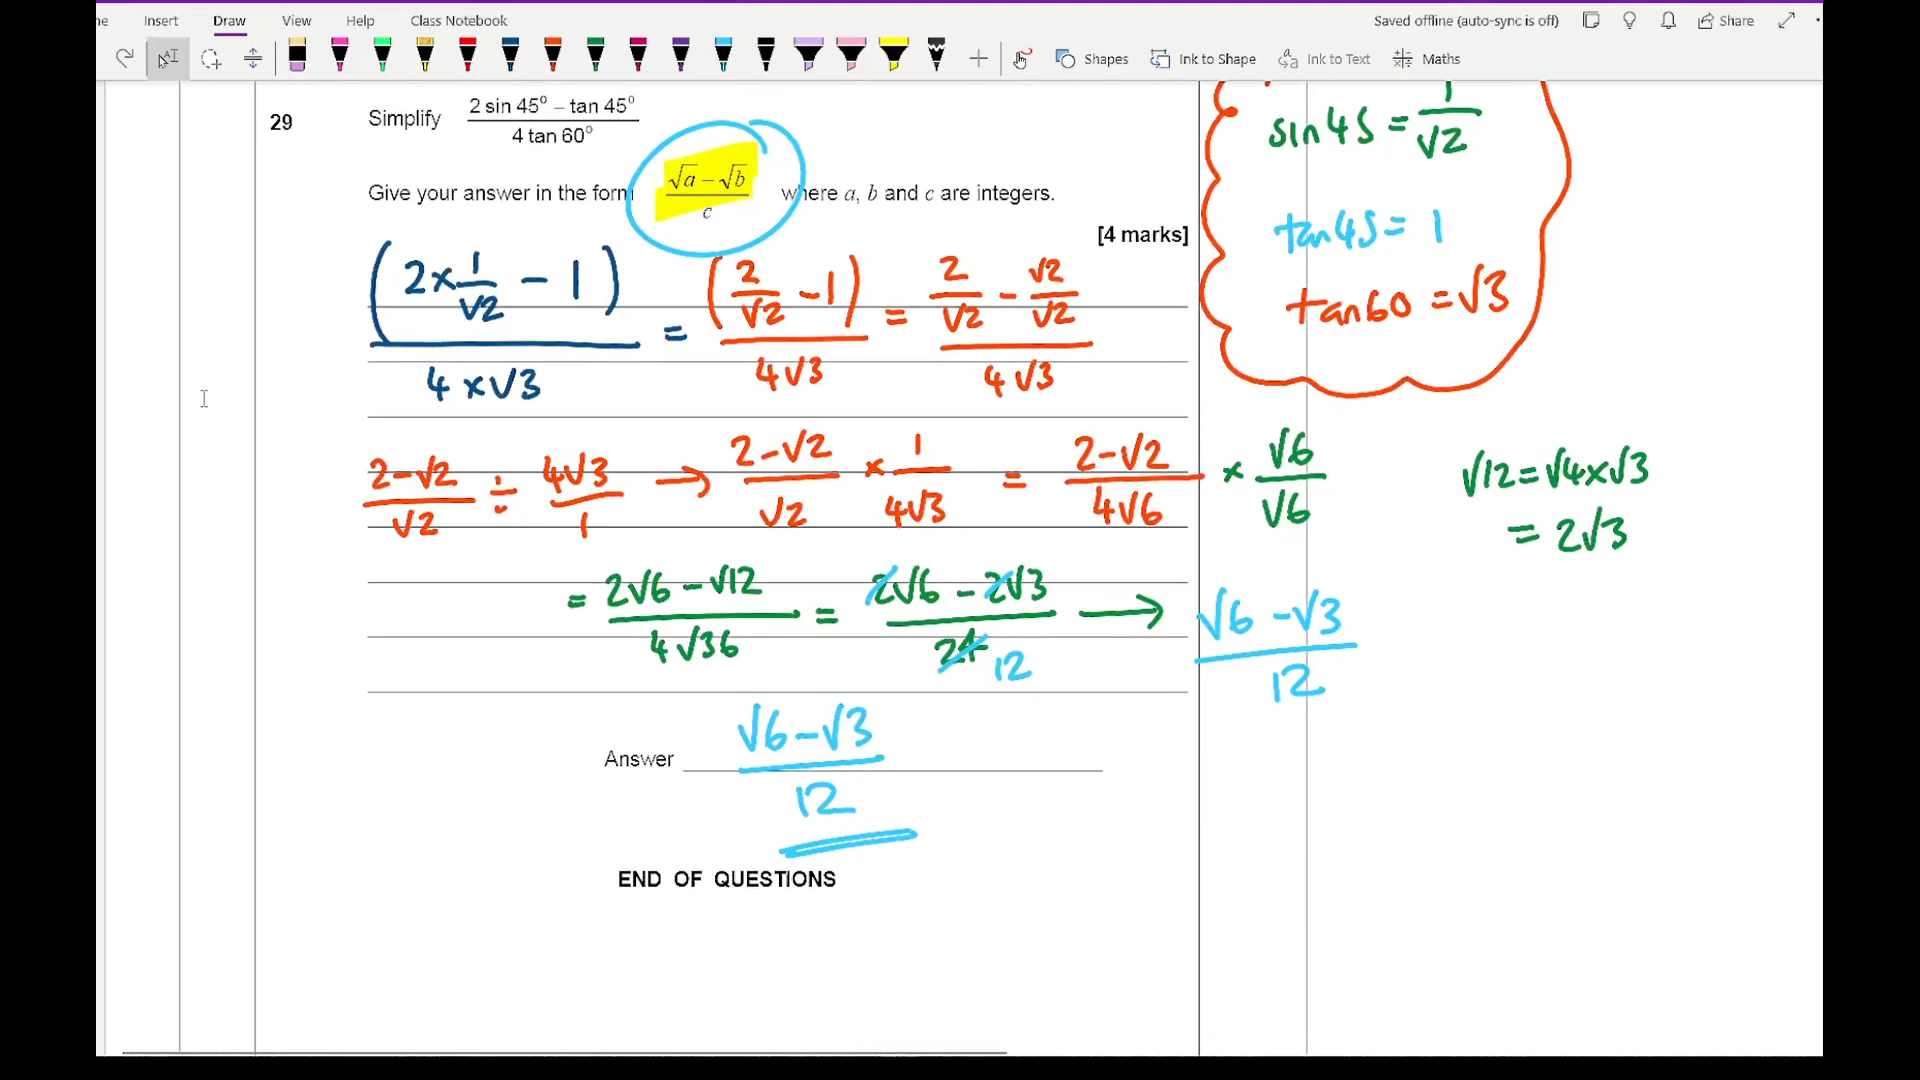 Insert Draw View Help Class Notebook Saved offline (auto-sync is off) Share
Shapes Ink to Shape Ink to Text Maths
29 Simplify (2 sin 45° – tan 45°) / (4 tan 60°)
Give your answer in the form (√a – √b) / c where a, b and c are integers.
[4 marks]
sin45 = 1/√2
tan45 = 1
tan60 = √3
(2×1/√2 – 1) / (4×√3) = (2/√2 – 1) / (4√3) = (2/√2 – √2/√2) / (4√3)
(2–√2)/√2 ÷ 4√3/1 → (2–√2)/√2 × 1/(4√3) = (2–√2)/(4√6) × √6/√6
√12 = √4×√3
= 2√3
= (2√6 – √12)/(4√36) = (2√6 – 2√3)/24 12 → (√6 – √3)/12
Answer (√6 – √3)/12
END OF QUESTIONS